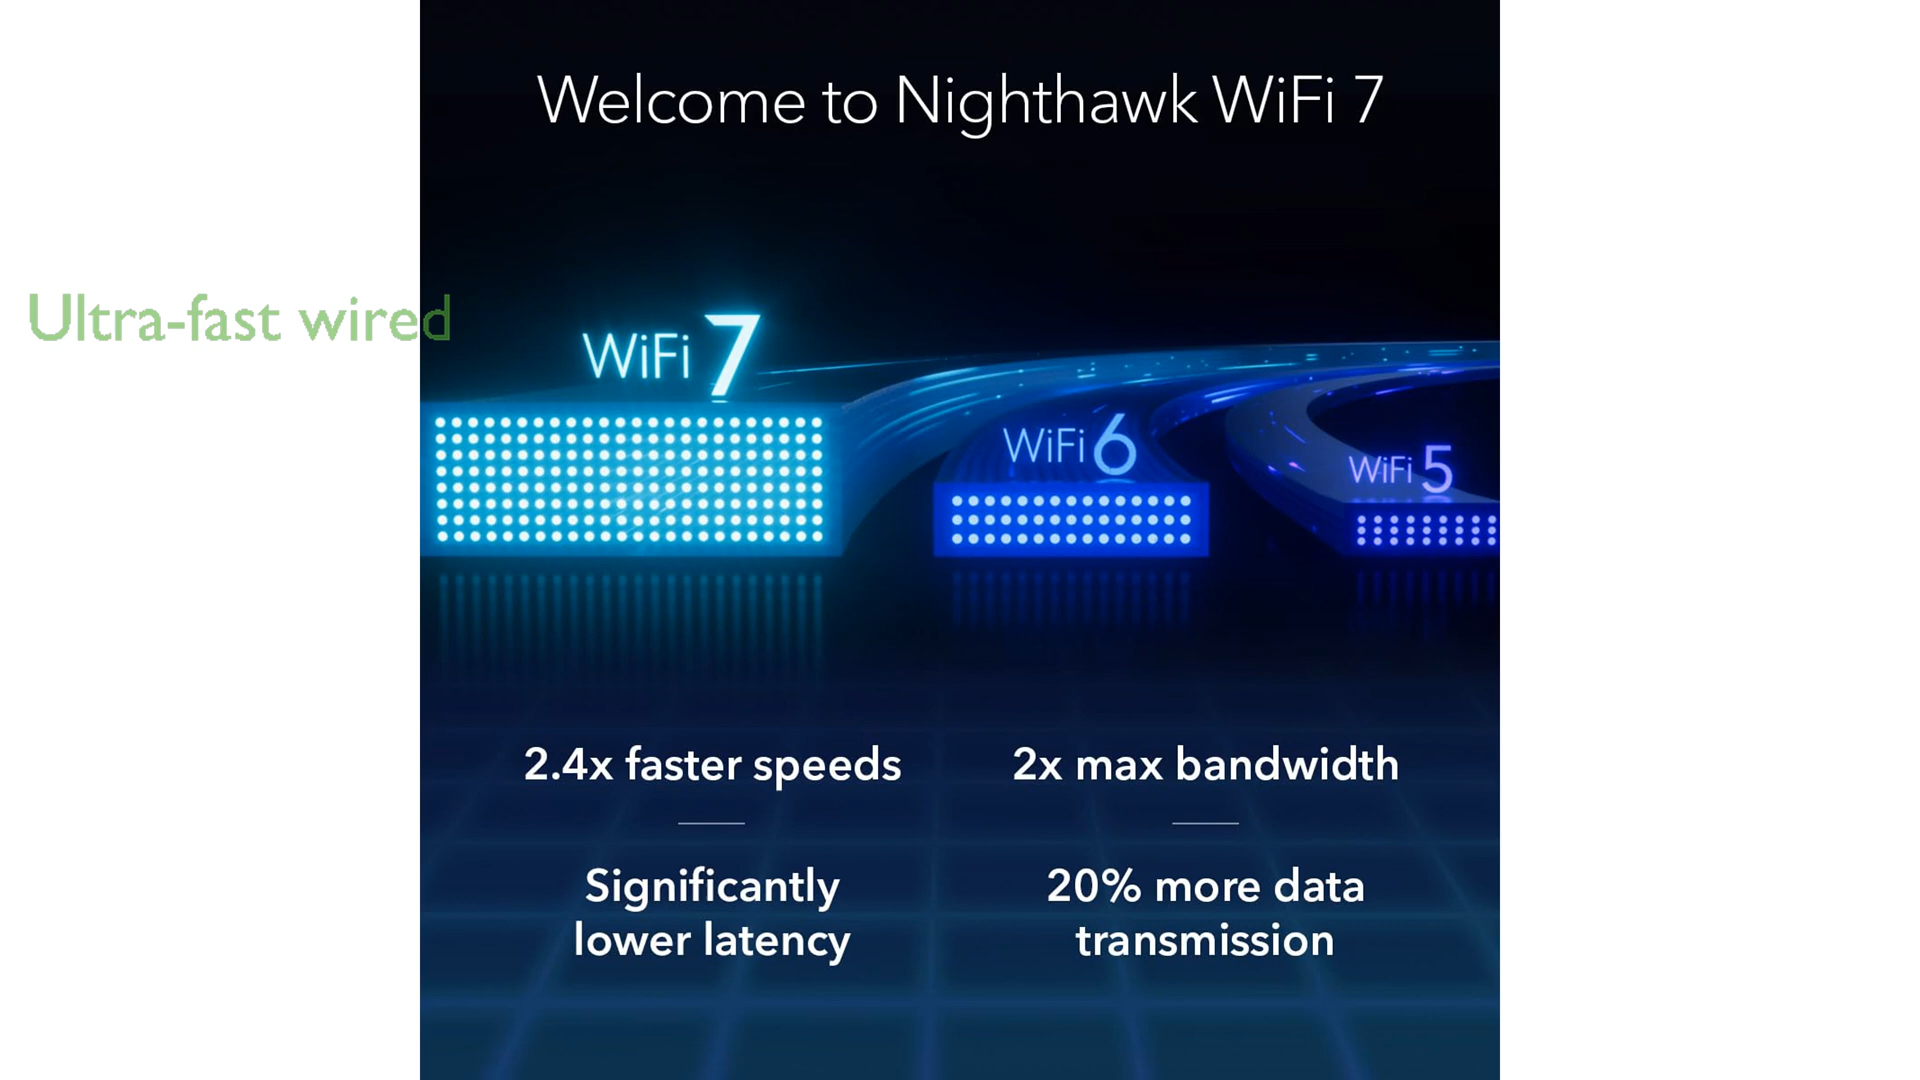 Welcome to Nighthawk WiFi 7
Ultra-fast wired
WiFi 7
WiFi 6
WiFi 5
2.4x faster speeds
2x max bandwidth
Significantly
lower latency
20% more data
transmission